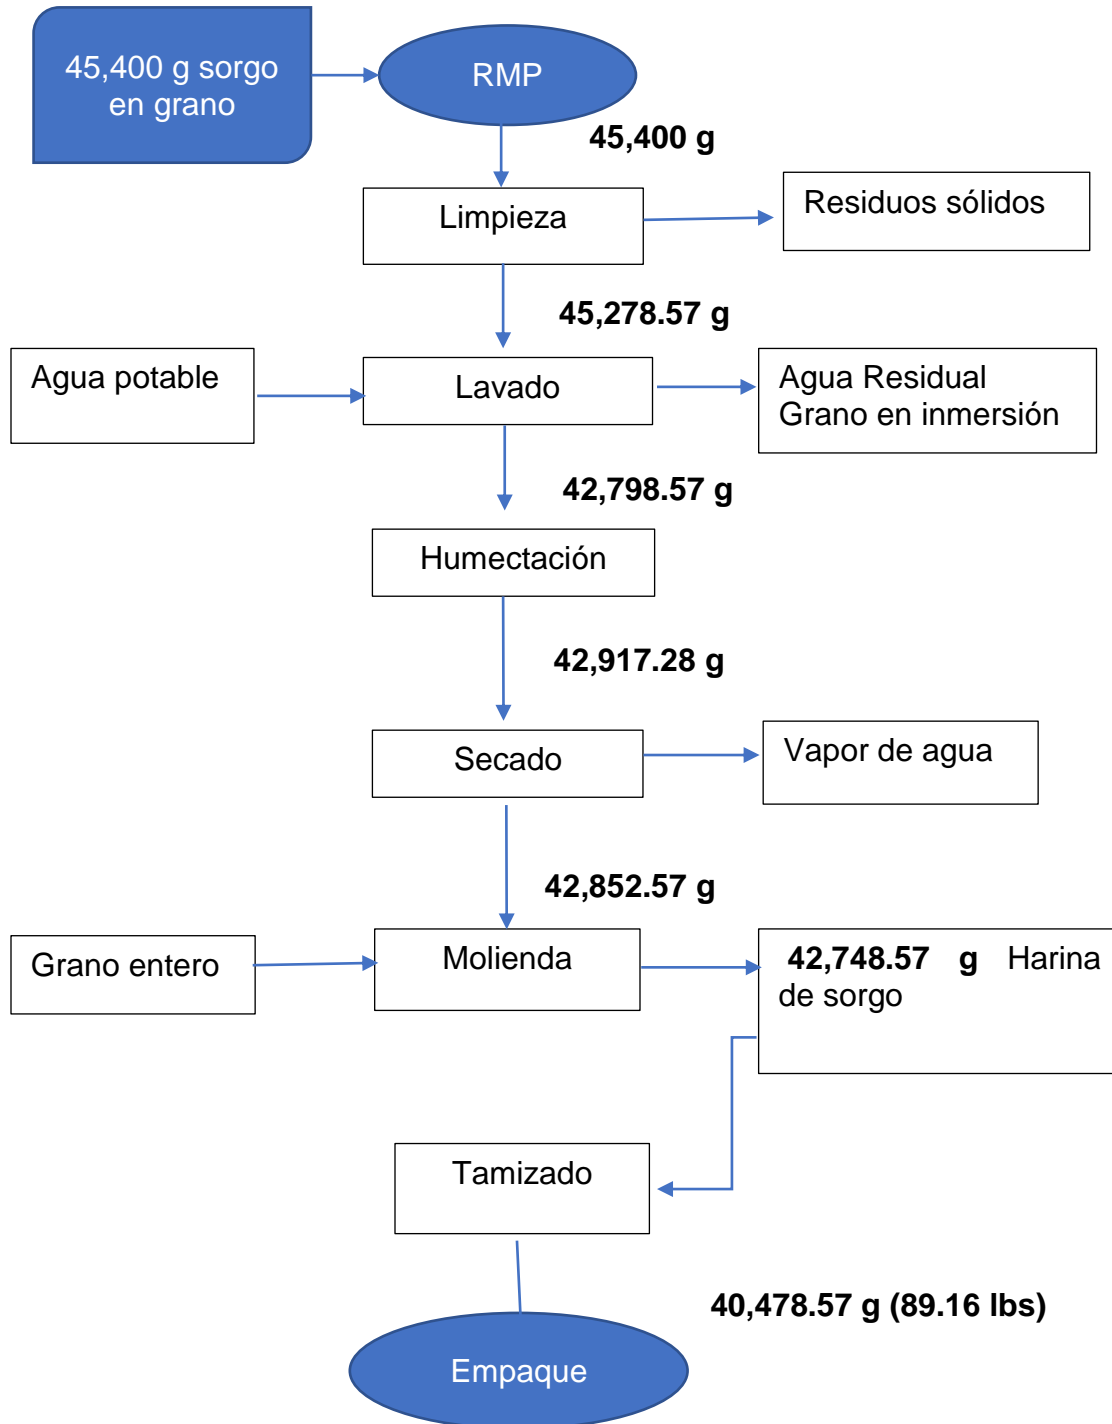 45,400 g sorgo
en grano
RMP
45,400 g
Limpieza
Residuos sólidos
45,278.57 g
Agua potable
Lavado
Agua Residual
Grano en inmersión
42,798.57 g
Humectación
42,917.28 g
Secado
Vapor de agua
42,852.57 g
Grano entero
Molienda
42,748.57 g Harina
de sorgo
Tamizado
40,478.57 g (89.16 lbs)
Empaque